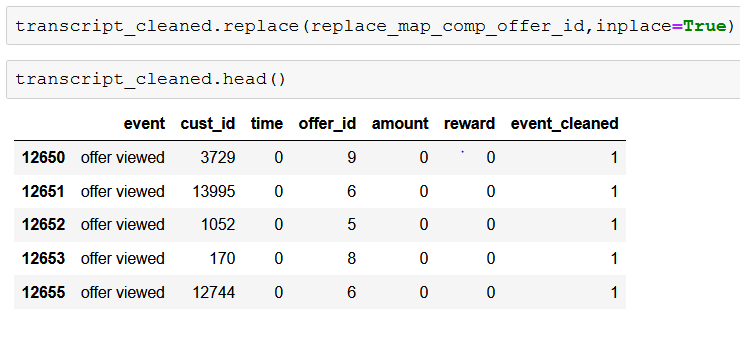 transcript_cleaned.replace(replace_map_comp_offer_id,inplace=True)
transcript_cleaned.head()
event cust_id time offer_id amount reward event_cleaned
12650 offer viewed 3729 0 9 0 0 1
12651 offer viewed 13995 0 6 0 0 1
12652 offer viewed 1052 0 5 0 0 1
12653 offer viewed 170 0 8 0 0 1
12655 offer viewed 12744 0 6 0 0 1